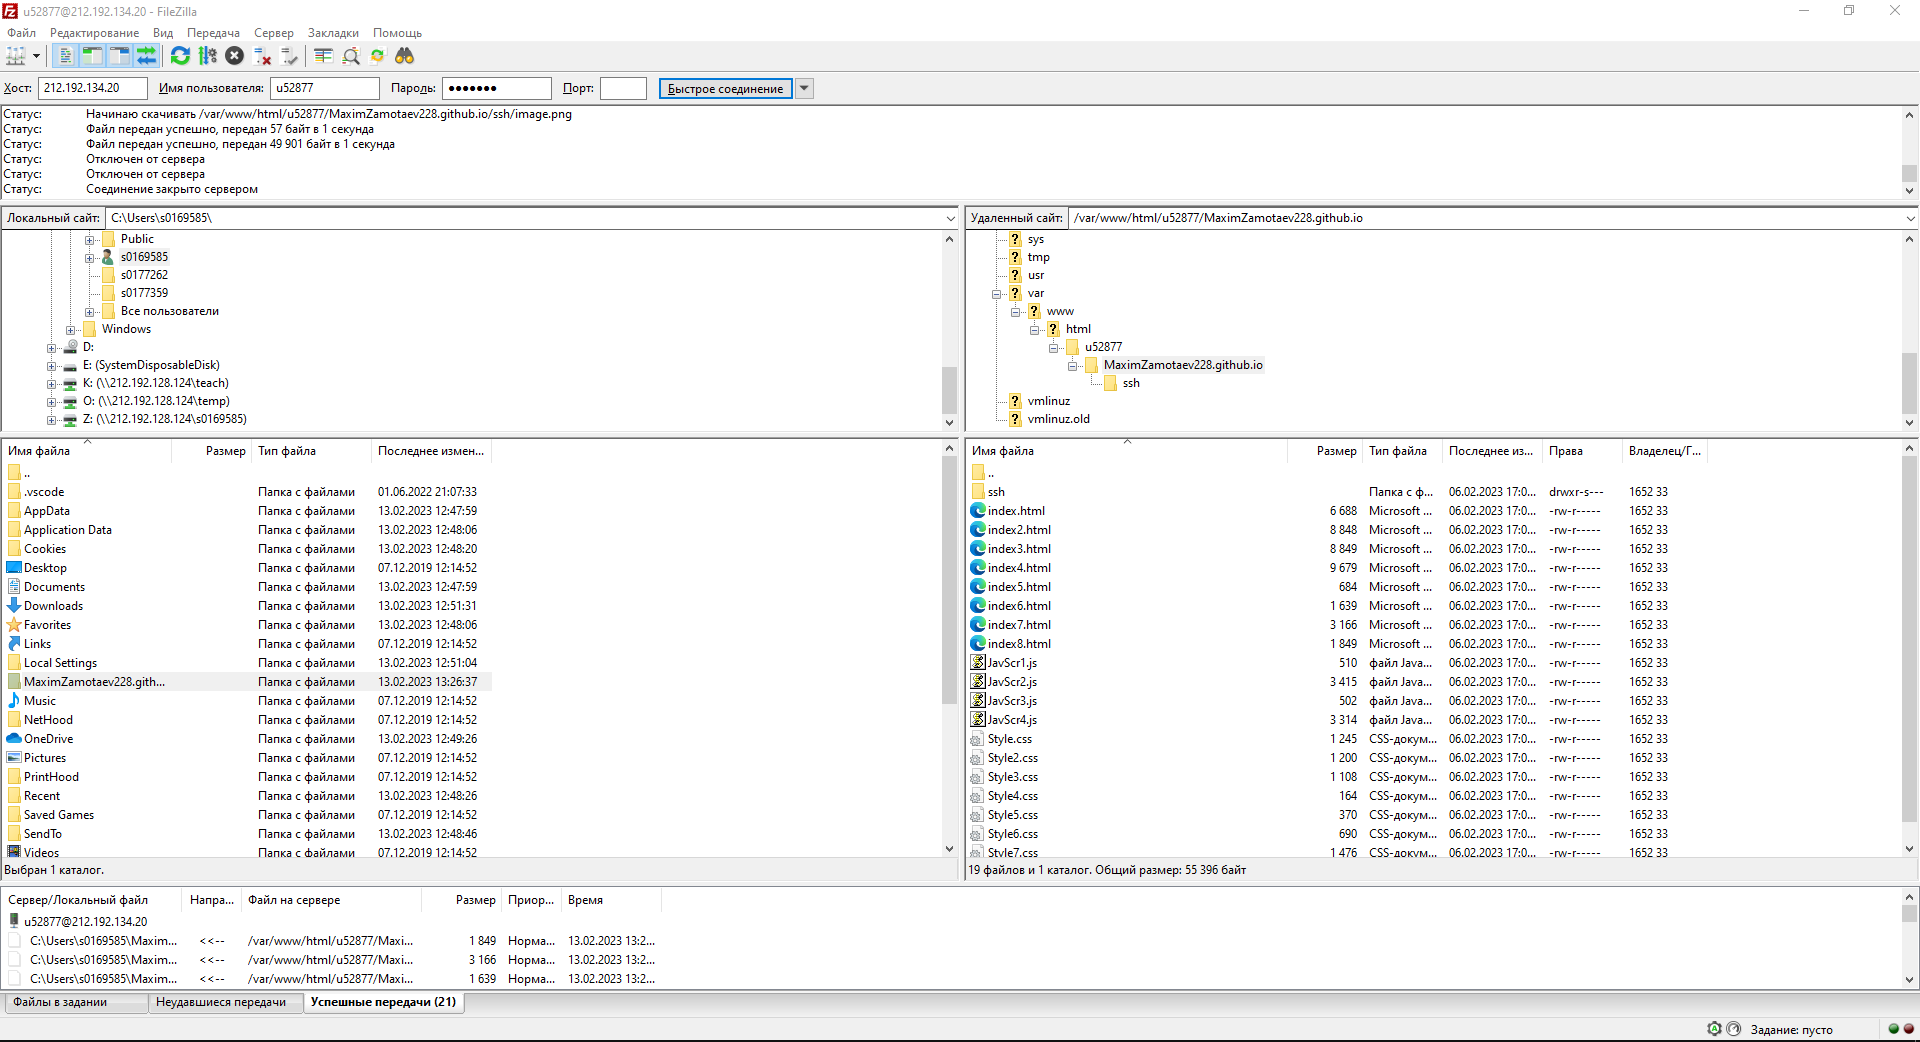 u52877@212.192.134.20 - FileZilla
Файл Редактирование Вид Передача Сервер Закладки Помощь
Хост: 212.192.134.20 Имя пользователя: u52877 Пароль: ●●●●●●● Порт: Быстрое соединение
Статус: Начинаю скачивать /var/www/html/u52877/MaximZamotaev228.github.io/ssh/image.png
Статус: Файл передан успешно, передан 57 байт в 1 секунда
Статус: Файл передан успешно, передан 49 901 байт в 1 секунда
Статус: Отключен от сервера
Статус: Отключен от сервера
Статус: Соединение закрыто сервером
Локальный сайт: C:\Users\s0169585\
Public
s0169585
s0177262
s0177359
Все пользователи
Windows
D:
E: (SystemDisposableDisk)
K: (\\212.192.128.124\teach)
O: (\\212.192.128.124\temp)
Z: (\\212.192.128.124\s0169585)
Имя файла Размер Тип файла Последнее измен...
..
.vscode Папка с файлами 01.06.2022 21:07:33
AppData Папка с файлами 13.02.2023 12:47:59
Application Data Папка с файлами 13.02.2023 12:48:06
Cookies Папка с файлами 13.02.2023 12:48:20
Desktop Папка с файлами 07.12.2019 12:14:52
Documents Папка с файлами 13.02.2023 12:47:59
Downloads Папка с файлами 13.02.2023 12:51:31
Favorites Папка с файлами 13.02.2023 12:48:06
Links Папка с файлами 07.12.2019 12:14:52
Local Settings Папка с файлами 13.02.2023 12:51:04
MaximZamotaev228.gith... Папка с файлами 13.02.2023 13:26:37
Music Папка с файлами 07.12.2019 12:14:52
NetHood Папка с файлами 07.12.2019 12:14:52
OneDrive Папка с файлами 13.02.2023 12:49:26
Pictures Папка с файлами 07.12.2019 12:14:52
PrintHood Папка с файлами 07.12.2019 12:14:52
Recent Папка с файлами 13.02.2023 12:48:26
Saved Games Папка с файлами 07.12.2019 12:14:52
SendTo Папка с файлами 13.02.2023 12:48:46
Videos Папка с файлами 07.12.2019 12:14:52
Выбран 1 каталог.
Удаленный сайт: /var/www/html/u52877/MaximZamotaev228.github.io
sys
tmp
usr
var
www
html
u52877
MaximZamotaev228.github.io
ssh
vmlinuz
vmlinuz.old
Имя файла Размер Тип файла Последнее из... Права Владелец/Г...
..
ssh Папка с ф... 06.02.2023 17:0... drwxr-s--- 1652 33
index.html 6 688 Microsoft ... 06.02.2023 17:0... -rw-r----- 1652 33
index2.html 8 848 Microsoft ... 06.02.2023 17:0... -rw-r----- 1652 33
index3.html 8 849 Microsoft ... 06.02.2023 17:0... -rw-r----- 1652 33
index4.html 9 679 Microsoft ... 06.02.2023 17:0... -rw-r----- 1652 33
index5.html 684 Microsoft ... 06.02.2023 17:0... -rw-r----- 1652 33
index6.html 1 639 Microsoft ... 06.02.2023 17:0... -rw-r----- 1652 33
index7.html 3 166 Microsoft ... 06.02.2023 17:0... -rw-r----- 1652 33
index8.html 1 849 Microsoft ... 06.02.2023 17:0... -rw-r----- 1652 33
JavScr1.js 510 файл Java... 06.02.2023 17:0... -rw-r----- 1652 33
JavScr2.js 3 415 файл Java... 06.02.2023 17:0... -rw-r----- 1652 33
JavScr3.js 502 файл Java... 06.02.2023 17:0... -rw-r----- 1652 33
JavScr4.js 3 314 файл Java... 06.02.2023 17:0... -rw-r----- 1652 33
Style.css 1 245 CSS-докум... 06.02.2023 17:0... -rw-r----- 1652 33
Style2.css 1 200 CSS-докум... 06.02.2023 17:0... -rw-r----- 1652 33
Style3.css 1 108 CSS-докум... 06.02.2023 17:0... -rw-r----- 1652 33
Style4.css 164 CSS-докум... 06.02.2023 17:0... -rw-r----- 1652 33
Style5.css 370 CSS-докум... 06.02.2023 17:0... -rw-r----- 1652 33
Style6.css 690 CSS-докум... 06.02.2023 17:0... -rw-r----- 1652 33
Style7.css 1 476 CSS-докум... 06.02.2023 17:0... -rw-r----- 1652 33
19 файлов и 1 каталог. Общий размер: 55 396 байт
Сервер/Локальный файл Напра... Файл на сервере Размер Приор... Время
u52877@212.192.134.20
C:\Users\s0169585\Maxim... <<-- /var/www/html/u52877/Maxi... 1 849 Норма... 13.02.2023 13:2...
C:\Users\s0169585\Maxim... <<-- /var/www/html/u52877/Maxi... 3 166 Норма... 13.02.2023 13:2...
C:\Users\s0169585\Maxim... <<-- /var/www/html/u52877/Maxi... 1 639 Норма... 13.02.2023 13:2...
Файлы в задании Неудавшиеся передачи Успешные передачи (21)
Задание: пусто